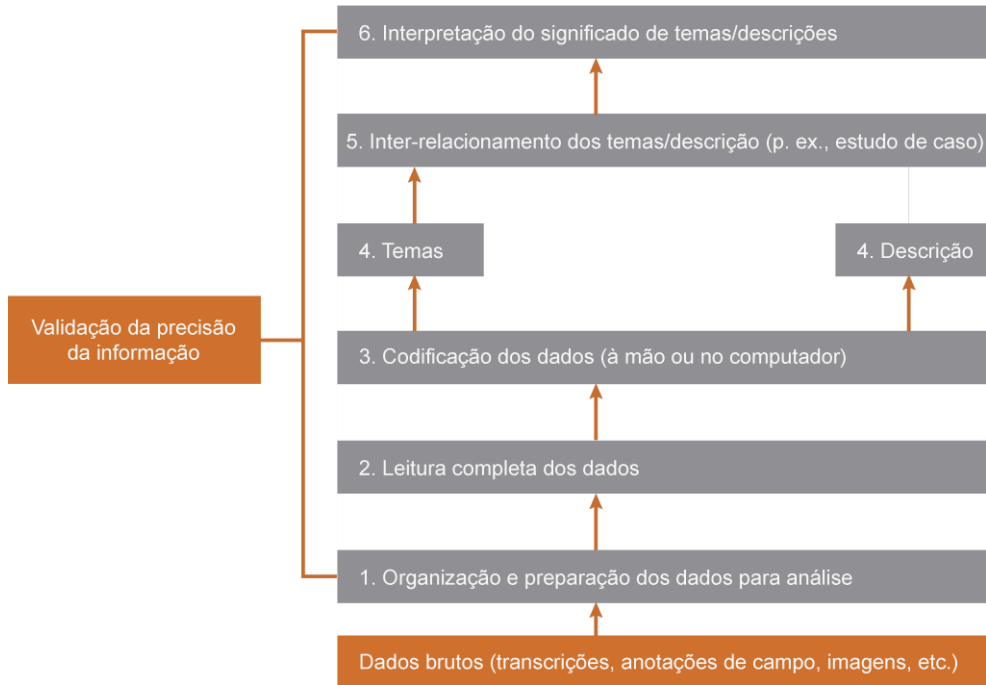 6. Interpretação do significado de temas/descrições
5. Inter-relacionamento dos temas/descrição (p. ex., estudo de caso)
4. Temas
4. Descrição
Validação da precisão
da informação
3. Codificação dos dados (à mão ou no computador)
2. Leitura completa dos dados
1. Organização e preparação dos dados para análise
Dados brutos (transcrições, anotações de campo, imagens, etc.)